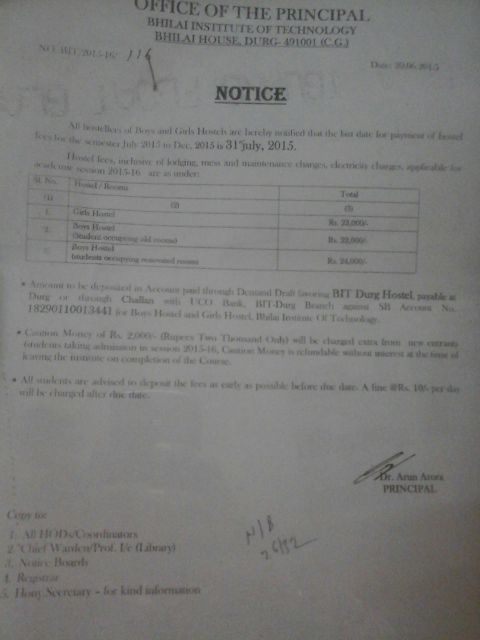 OFFICE OF THE PRINCIPAL
BHILAI INSTITUTE OF TECHNOLOGY
BHILAI HOUSE, DURG- 491001 (C.G.)
NO. BIT/2015-16/ 116
Date: 29.06.2015
NOTICE
All hostellers of Boys and Girls Hostels are hereby notified that the last date for payment of hostel
fees for the semester July 2015 to Dec. 2015 is 31st july, 2015.
Hostel fees, inclusive of lodging, mess and maintenance charges, electricity charges, applicable for
academic session 2015-16 are as under:
Sl. No. Hostel / Rooms Total
(1) (2) (3)
1. Girls Hostel Rs. 22,000/-
2. Boys Hostel Rs. 22,000/-
(Student occupying old rooms)
3. Boys Hostel Rs. 24,000/-
(students occupying renovated rooms
• Amount to be deposited in Account paid through Demand Draft favoring BIT Durg Hostel, payable at
Durg or through Challan with UCO Bank, BIT-Durg Branch against SB Account No.
18290110013441 for Boys Hostel and Girls Hostel, Bhilai Institute Of Technology.
• Caution Money of Rs. 2,000/- (Rupees Two Thousand Only) will be charged extra from new entrants
(students taking admission in session 2015-16, Caution Money is refundable without interest at the time of
leaving the institute on completion of the Course.
• All students are advised to deposit the fees as early as possible before due date. A fine @Rs. 10/- per day
will be charged after due date.
Dr. Arun Arora
PRINCIPAL
Copy to:
1. All HODs/Coordinators
2. Chief Warden/Prof. I/c (Library)
3. Notice Boards
4. Registrar
5. Hony.Secretary – for kind information
N/B